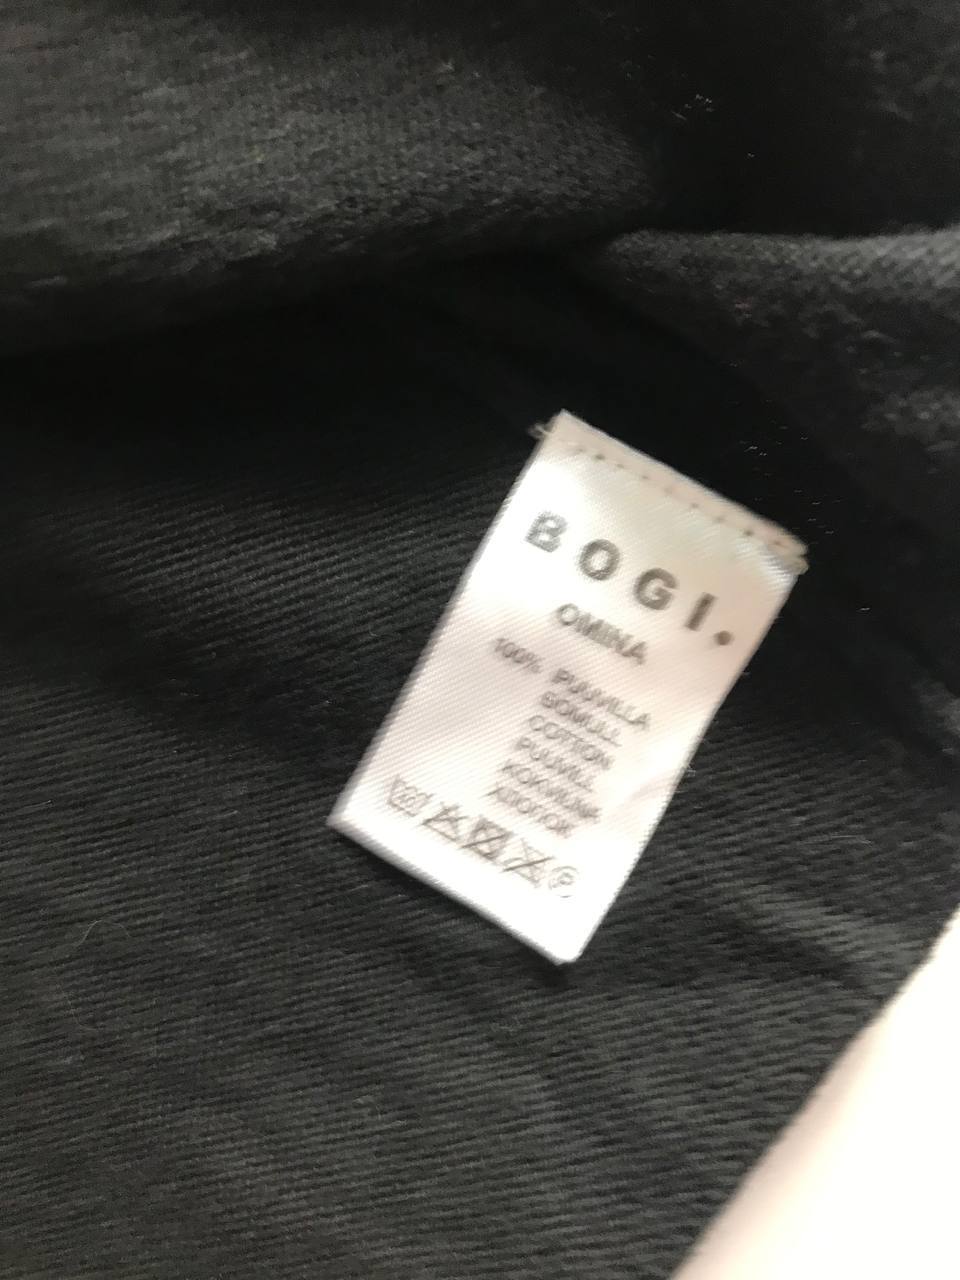 BOGI.
OMINA
100% PUUVILLA
BOMULL
COTTON
PUUVILL
KOKVILNA
ХЛОПОК